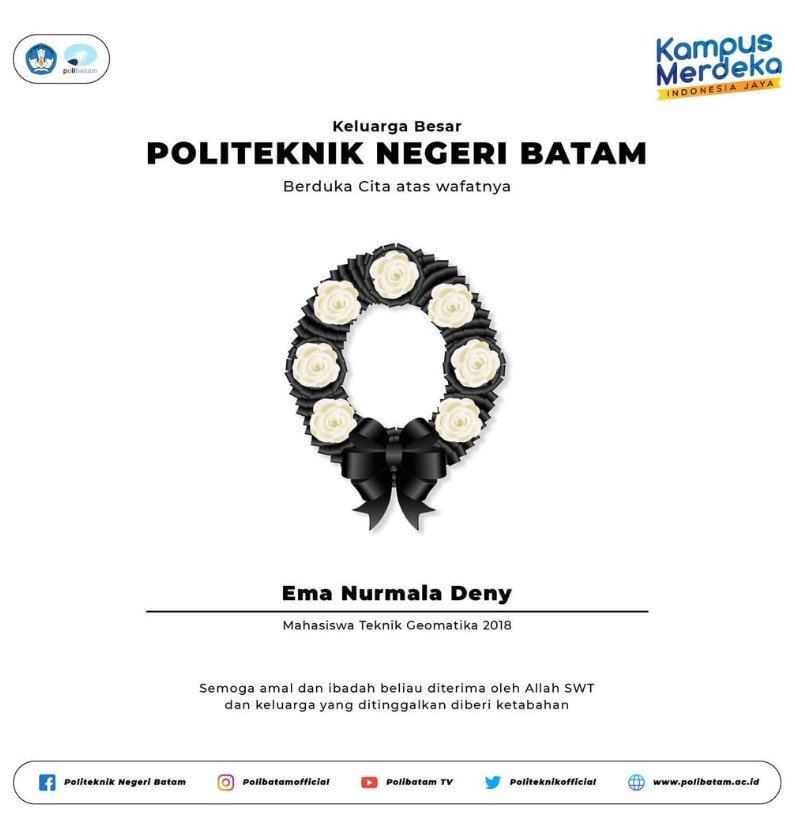 polibatam
Kampus
Merdeka
INDONESIA JAYA
Keluarga Besar
POLITEKNIK NEGERI BATAM
Berduka Cita atas wafatnya
Ema Nurmala Deny
Mahasiswa Teknik Geomatika 2018
Semoga amal dan ibadah beliau diterima oleh Allah SWT
dan keluarga yang ditinggalkan diberi ketabahan
Politeknik Negeri Batam Polibatamofficial Polibatam TV Politeknikofficial www.polibatam.ac.id